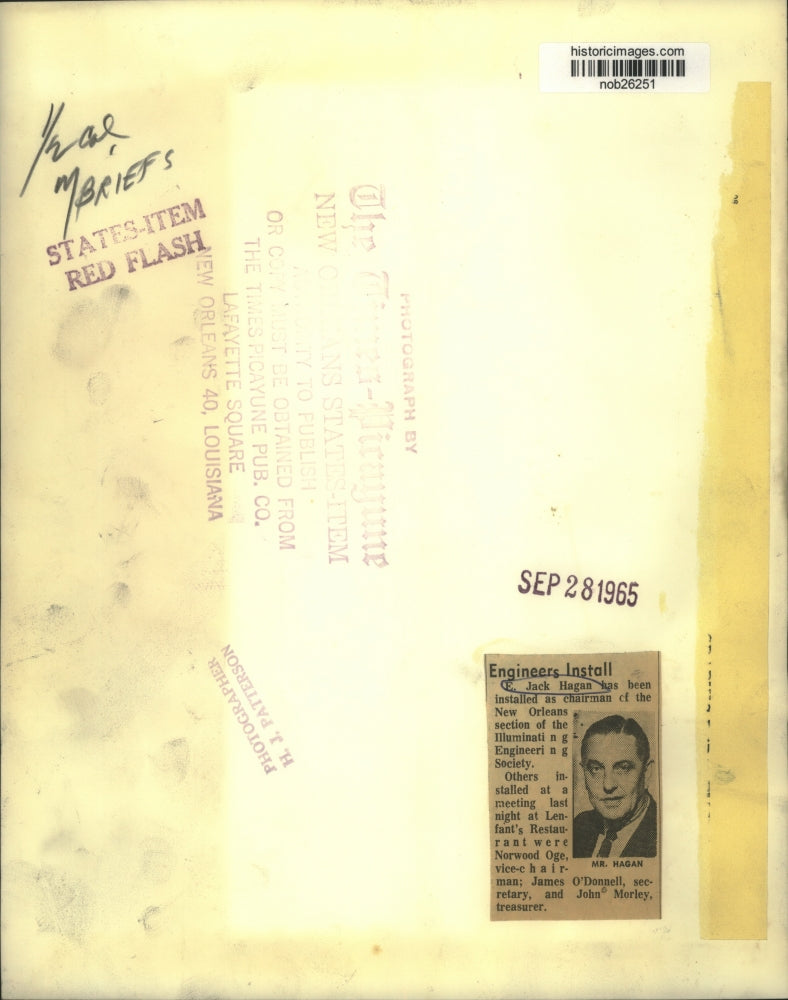 historicimages.com
nob26251
1/2 Col
M BRIEFS
STATES-ITEM
RED FLASH
PHOTOGRAPH BY
The Times-Picayune
NEW ORLEANS STATES-ITEM
AUTHORITY TO PUBLISH
OR COPY MUST BE OBTAINED FROM
THE TIMES-PICAYUNE PUB. CO.
LAFAYETTE SQUARE
NEW ORLEANS 40, LOUISIANA
SEP 28 1965
PHOTOGRAPHER
H. J. PATTERSON
Engineers Install
E. Jack Hagan has been
installed as chairman of the
New Orleans
section of the
Illuminati n g
Engineeri n g
Society.
Others in-
stalled at a
meeting last
night at Len-
fant's Restau-
r a n t w e r e
Norwood Oge,
vice-c h a i r-
man; James O'Donnell, sec-
retary, and John Morley,
treasurer.
MR. HAGAN